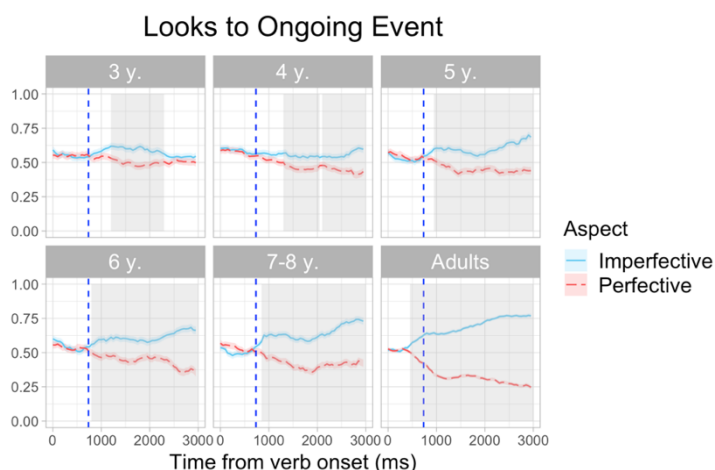 Looks to Ongoing Event
3 y. 4 y. 5 y.
1.00
0.75
0.50
0.25
0.00
6 y. 7-8 y. Adults
1.00
0.75
0.50
0.25
0.00
0 1000 2000 3000 0 1000 2000 3000 0 1000 2000 3000
Time from verb onset (ms)
Aspect
Imperfective
Perfective